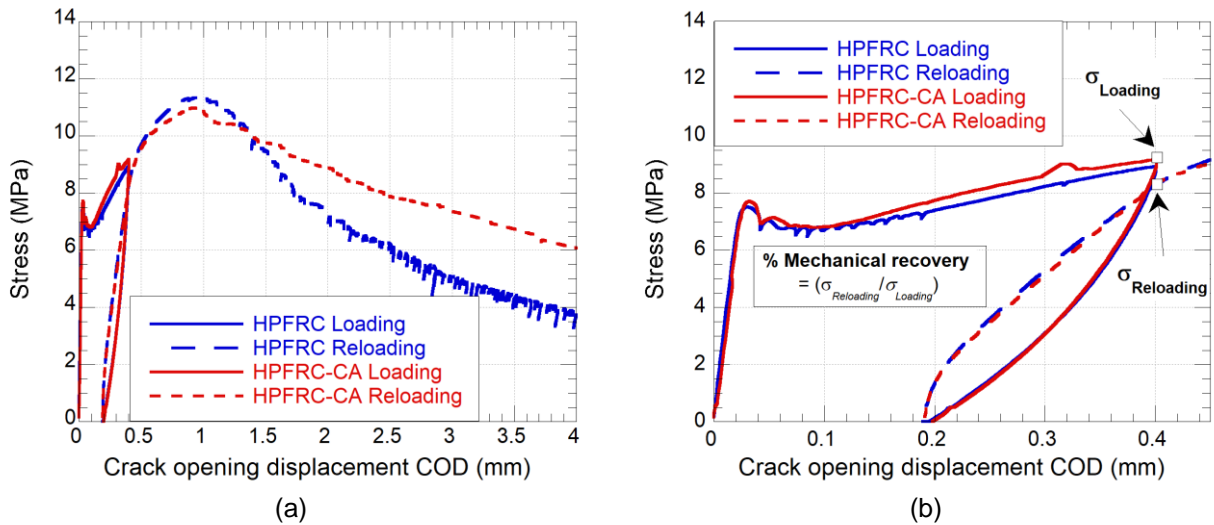 14
12
10
8
6
4
2
0
Stress (MPa)
HPFRC Loading
HPFRC Reloading
HPFRC-CA Loading
HPFRC-CA Reloading
0 0.5 1 1.5 2 2.5 3 3.5 4
Crack opening displacement COD (mm)
(a)
14
12
10
8
6
4
2
0
Stress (MPa)
HPFRC Loading
HPFRC Reloading
HPFRC-CA Loading
HPFRC-CA Reloading
σLoading
% Mechanical recovery
= (σReloading/σLoading)
σReloading
0 0.1 0.2 0.3 0.4
Crack opening displacement COD (mm)
(b)